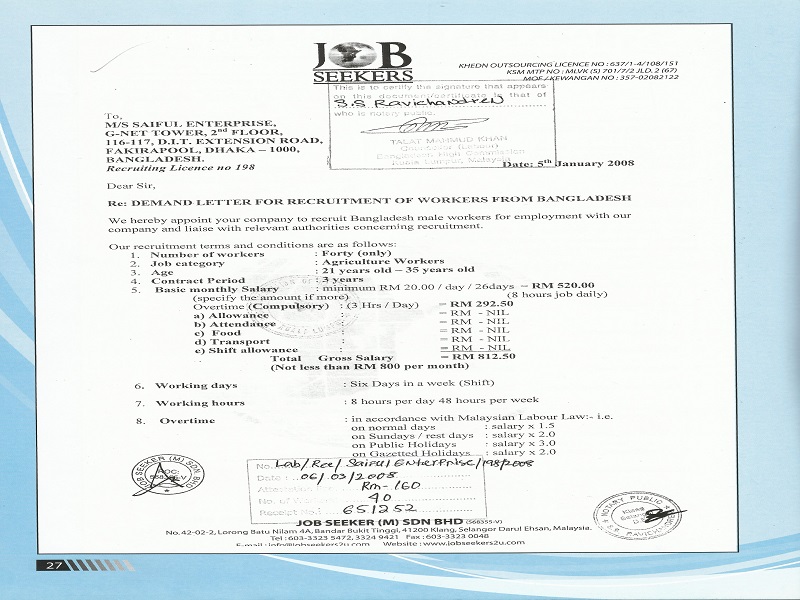 JOB
SEEKERS
KHEDN OUTSOURCING LICENCE NO : 637/1-4/108/151
KSM MTP NO : MLVK (S) 701/7/2 JLD. 2 (67)
MOF / KEWANGAN NO : 357-02082122
This is to certify the signature that appears
on this document/certificate is that of
S.S. Ravichandren
who is notary public.
TALAT MAHMUD KHAN
Counsellor (Labour)
Bangladesh High Commission
Kuala Lumpur, Malaysia
To,
M/S SAIFUL ENTERPRISE,
G-NET TOWER, 2nd FLOOR,
116-117, D.I.T. EXTENSION ROAD,
FAKIRAPOOL, DHAKA – 1000,
BANGLADESH.
Recruiting Licence no 198
Date: 5th January 2008
Dear Sir,
Re: DEMAND LETTER FOR RECRUITMENT OF WORKERS FROM BANGLADESH
We hereby appoint your company to recruit Bangladesh male workers for employment with our
company and liaise with relevant authorities concerning recruitment.
Our recruitment terms and conditions are as follows:
1. Number of workers : Forty (only)
2. Job category : Agriculture Workers
3. Age : 21 years old – 35 years old
4. Contract Period : 3 years
5. Basic monthly Salary : minimum RM 20.00 / day / 26days = RM 520.00
(specify the amount if more) (8 hours job daily)
Overtime (Compulsory) : (3 Hrs / Day) = RM 292.50
a) Allowance : = RM - NIL
b) Attendance : = RM - NIL
c) Food : = RM - NIL
d) Transport : = RM - NIL
e) Shift allowance : = RM - NIL
Total Gross Salary = RM 812.50
(Not less than RM 800 per month)
6. Working days : Six Days in a week (Shift)
7. Working hours : 8 hours per day 48 hours per week
8. Overtime : in accordance with Malaysian Labour Law:- i.e.
on normal days : salary x 1.5
on Sundays / rest days : salary x 2.0
on Public Holidays : salary x 3.0
on Gazetted Holidays : salary x 2.0
JOB SEEKER (M) SDN BHD
No. Lab/Rec/Saiful Enterprise/198/2008
Date : 06/03/2008
Rm-160
No. of 40
Receipt No. 651252
NOTARY PUBLIC
JOB SEEKER (M) SDN BHD (568355-V)
No.42-02-2, Lorong Batu Nilam 4A, Bandar Bukit Tinggi, 41200 Klang, Selangor Darul Ehsan, Malaysia.
Tel : 603-3323 5472, 3324 9421 Fax : 603-3323 0048
E-mail : info@jobseekers2u.com Website : www.jobseekers2u.com
27